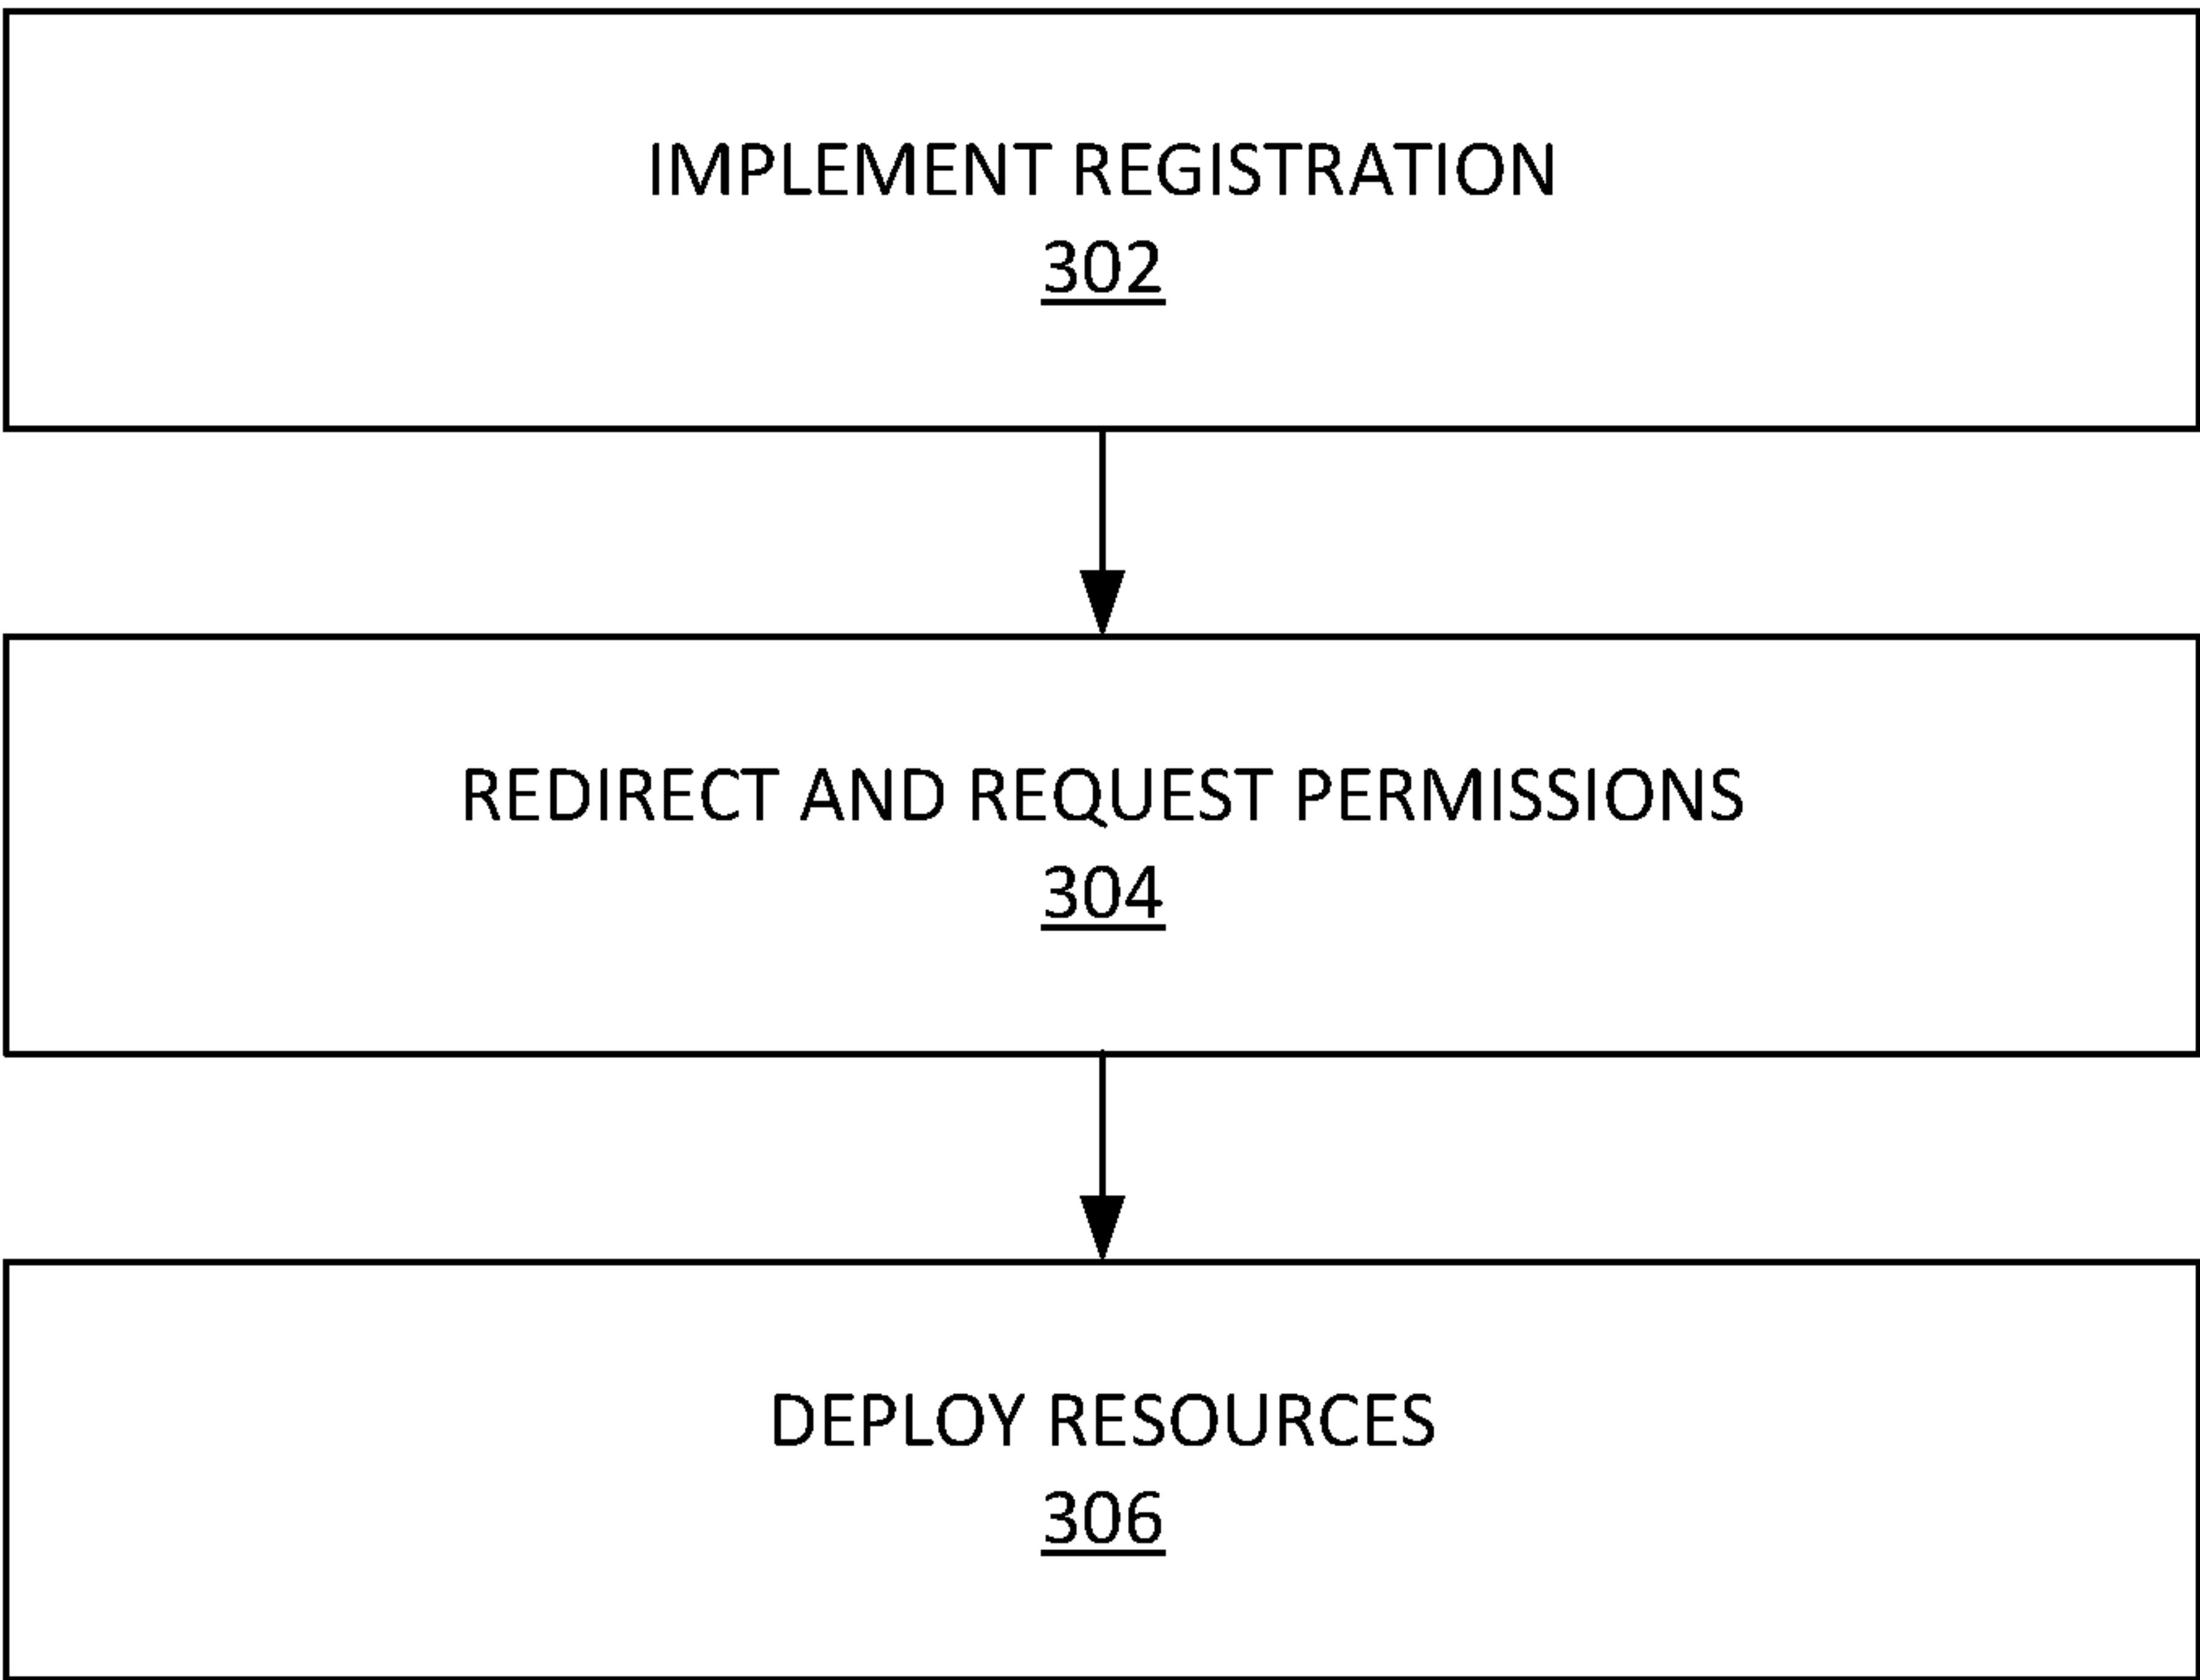 IMPLEMENT REGISTRATION
302
REDIRECT AND REQUEST PERMISSIONS
304
DEPLOY RESOURCES
306